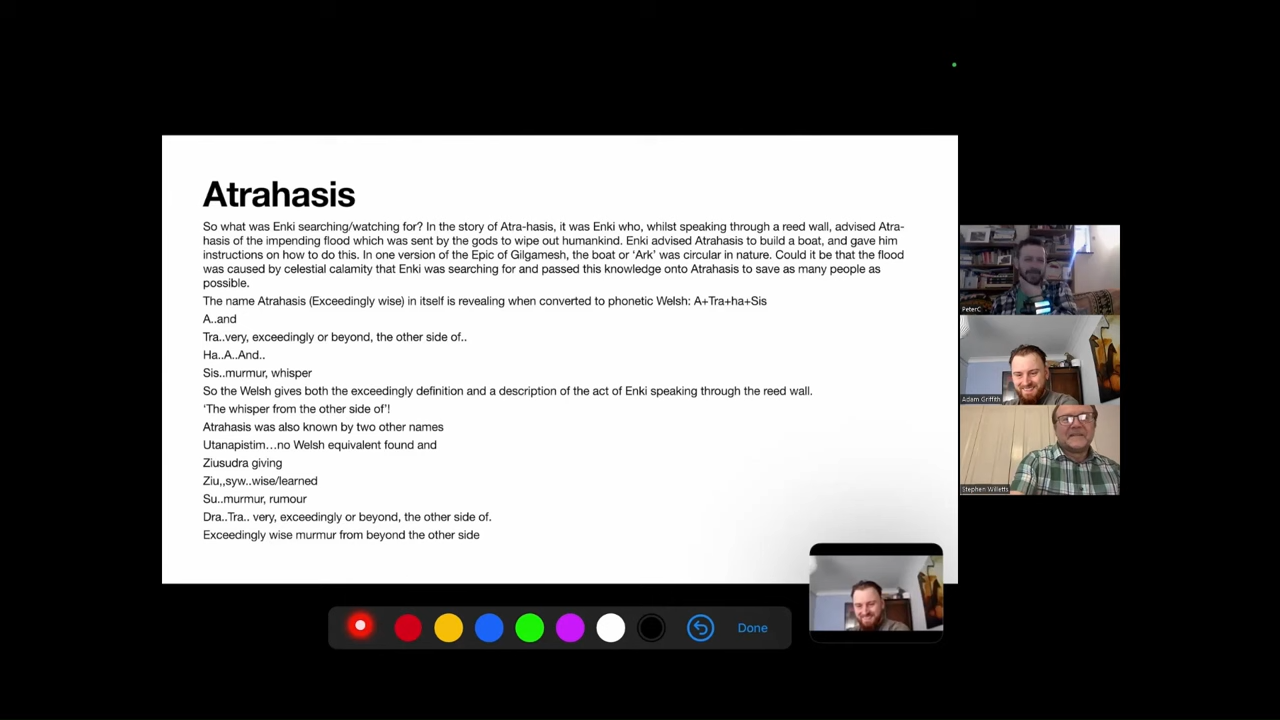 Atrahasis
So what was Enki searching/watching for? In the story of Atra-hasis, it was Enki who, whilst speaking through a reed wall, advised Atra-
hasis of the impending flood which was sent by the gods to wipe out humankind. Enki advised Atrahasis to build a boat, and gave him
instructions on how to do this. In one version of the Epic of Gilgamesh, the boat or ‘Ark’ was circular in nature. Could it be that the flood
was caused by celestial calamity that Enki was searching for and passed this knowledge onto Atrahasis to save as many people as
possible.
The name Atrahasis (Exceedingly wise) in itself is revealing when converted to phonetic Welsh: A+Tra+ha+Sis
A..and
Tra..very, exceedingly or beyond, the other side of..
Ha..A..And..
Sis..murmur, whisper
So the Welsh gives both the exceedingly definition and a description of the act of Enki speaking through the reed wall.
‘The whisper from the other side of’!
Atrahasis was also known by two other names
Utanapistim…no Welsh equivalent found and
Ziusudra giving
Ziu,,syw..wise/learned
Su..murmur, rumour
Dra..Tra.. very, exceedingly or beyond, the other side of.
Exceedingly wise murmur from beyond the other side
PeterC
Adam Griffith
Stephen Willetts
Done